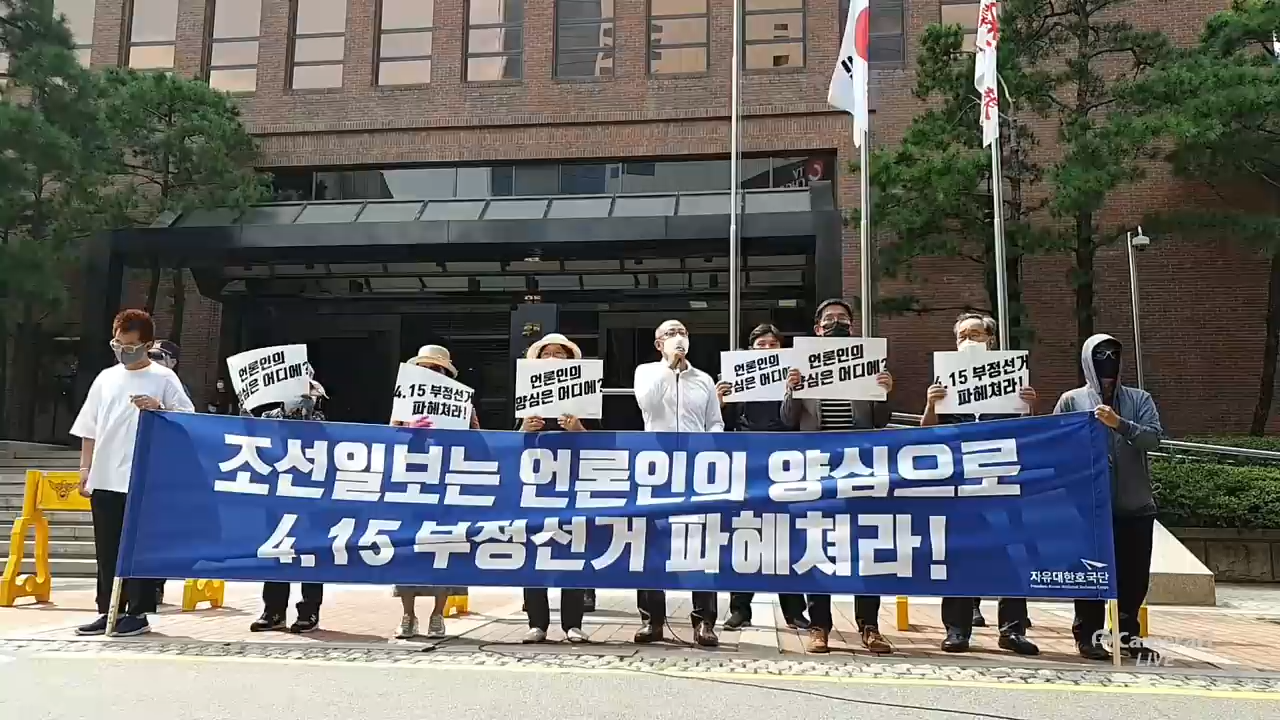 언론인의
양심은 어디에?
4.15 부정선거
파헤쳐라!
언론인의
양심은 어디에?
언론인의
양심은 어디
언론인의
양심은 어디에?
4.15 부정선거
파헤쳐라!
조선일보는 언론인의 양심으로
4.15 부정선거 파헤쳐라!
자유대한호국단
LIVE